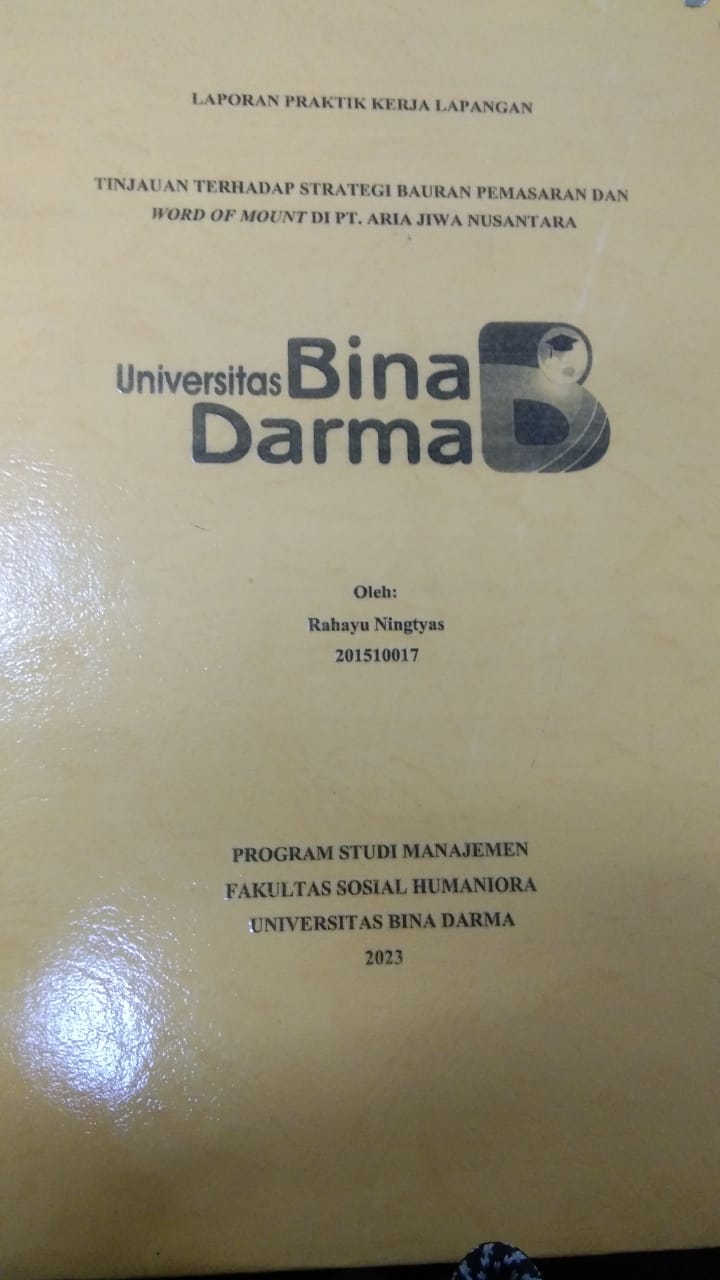 LAPORAN PRAKTIK KERJA LAPANGAN
TINJAUAN TERHADAP STRATEGI BAURAN PEMASARAN DAN
WORD OF MOUNT DI PT. ARIA JIWA NUSANTARA
Universitas Bina
Darma
Oleh:
Rahayu Ningtyas
201510017
PROGRAM STUDI MANAJEMEN
FAKULTAS SOSIAL HUMANIORA
UNIVERSITAS BINA DARMA
2023